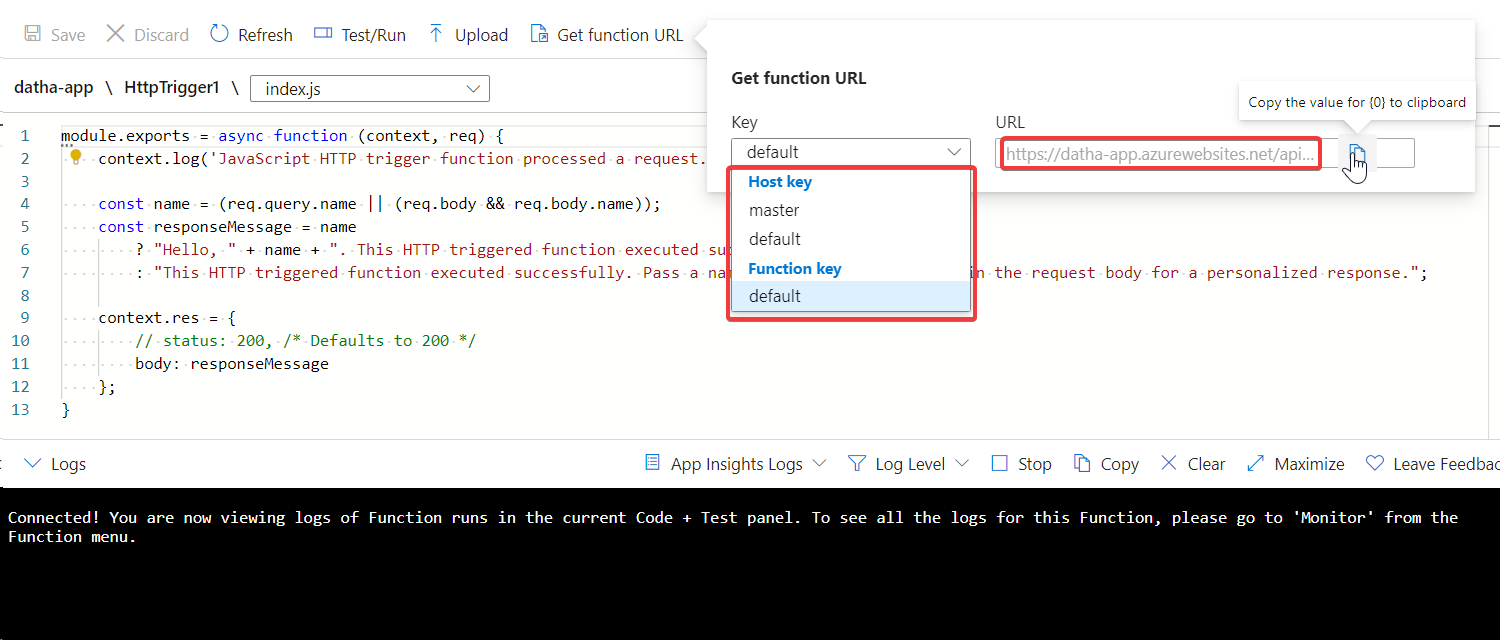 Save Discard Refresh Test/Run Upload Get function URL
datha-app \ HttpTrigger1 \ index.js
Get function URL
Copy the value for {0} to clipboard
Key URL
default https://datha-app.azurewebsites.net/api...
Host key
master
default
Function key
default
1 module.exports = async function (context, req) {
2 context.log('JavaScript HTTP trigger function processed a request.
3
4 const name = (req.query.name || (req.body && req.body.name));
5 const responseMessage = name
6 ? "Hello, " + name + ". This HTTP triggered function executed su
7 : "This HTTP triggered function executed successfully. Pass a na in the request body for a personalized response.";
8
9 context.res = {
10 // status: 200, /* Defaults to 200 */
11 body: responseMessage
12 };
13 }
Logs App Insights Logs Log Level Stop Copy Clear Maximize Leave Feedbac
Connected! You are now viewing logs of Function runs in the current Code + Test panel. To see all the logs for this Function, please go to 'Monitor' from the
Function menu.